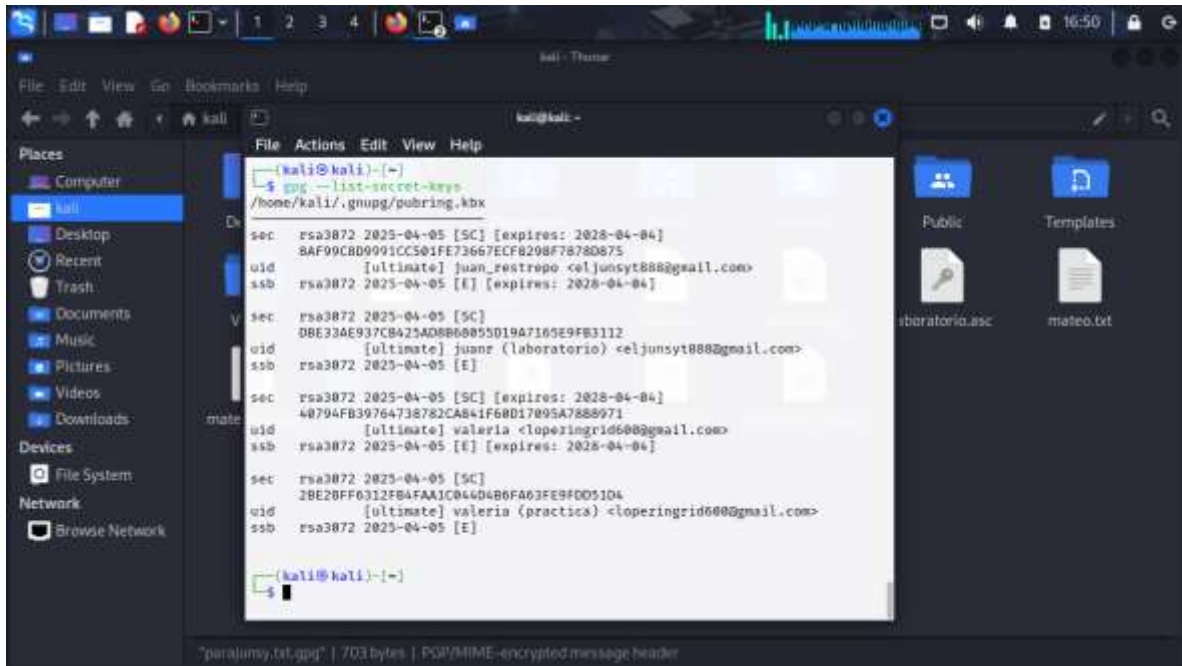 1 2 3 4
16:50
kali - Thunar
File Edit View Go Bookmarks Help
kali
Places
Computer
kali
Desktop
Recent
Trash
Documents
Music
Pictures
Videos
Downloads
Devices
File System
Network
Browse Network
Public
Templates
mateo.txt
kali@kali: ~
File Actions Edit View Help
(kali㉿kali)-[~]
$ gpg --list-secret-keys
/home/kali/.gnupg/pubring.kbx
sec rsa3072 2025-04-05 [SC] [expires: 2028-04-04]
uid [ultimate] juan_restrepo <eljunsyt888@gmail.com>
ssb rsa3072 2025-04-05 [E] [expires: 2028-04-04]
sec rsa3072 2025-04-05 [SC]
uid [ultimate] juanr (laboratorio) <eljunsyt888@gmail.com>
ssb rsa3072 2025-04-05 [E]
sec rsa3072 2025-04-05 [SC] [expires: 2028-04-04]
uid [ultimate] valeria <lopezingrid600@gmail.com>
ssb rsa3072 2025-04-05 [E] [expires: 2028-04-04]
sec rsa3072 2025-04-05 [SC]
uid [ultimate] valeria (practica) <lopezingrid600@gmail.com>
ssb rsa3072 2025-04-05 [E]
(kali㉿kali)-[~]
$
"parajunsy.txt.gpg" | 703 bytes | PGP/MIME-encrypted message header